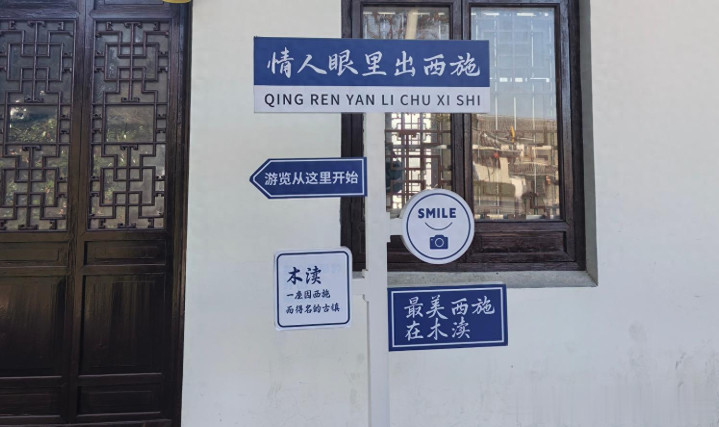 情人眼里出西施
QING REN YAN LI CHU XI SHI
游览从这里开始
SMILE
木渎
一座因西施
而得名的古镇
最美西施
在木渎